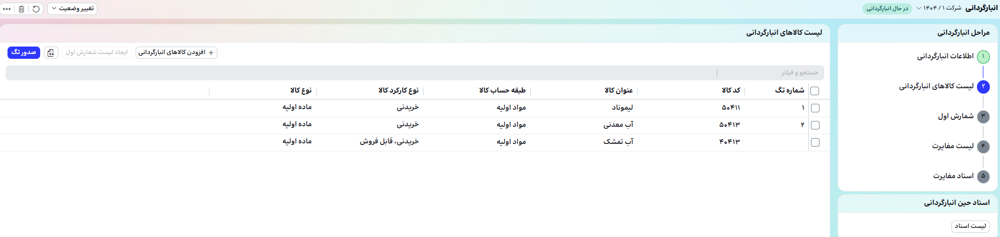 انبارگردانی شرکت ۱ / ۱۴۰۴ در حال انبارگردانی تغییر وضعیت
مراحل انبارگردانی
۱ اطلاعات انبارگردانی
۲ لیست کالاهای انبارگردانی
۳ شمارش اول
۴ لیست مغایرت
۵ اسناد مغایرت
اسناد حین انبارگردانی
لیست اسناد
لیست کالاهای انبارگردانی
+ افزودن کالاهای انبارگردانی ایجاد لیست شمارش اول صدور تگ
جستجو و فیلتر
شماره تگ کد کالا عنوان کالا طبقه حساب کالا نوع کارکرد کالا نوع کالا
۱ ۵۰۴۱۱ لیموناد مواد اولیه خریدنی ماده اولیه
۲ ۵۰۴۱۳ آب معدنی مواد اولیه خریدنی ماده اولیه
۴۰۴۱۳ آب تمشک مواد اولیه خریدنی، قابل فروش ماده اولیه